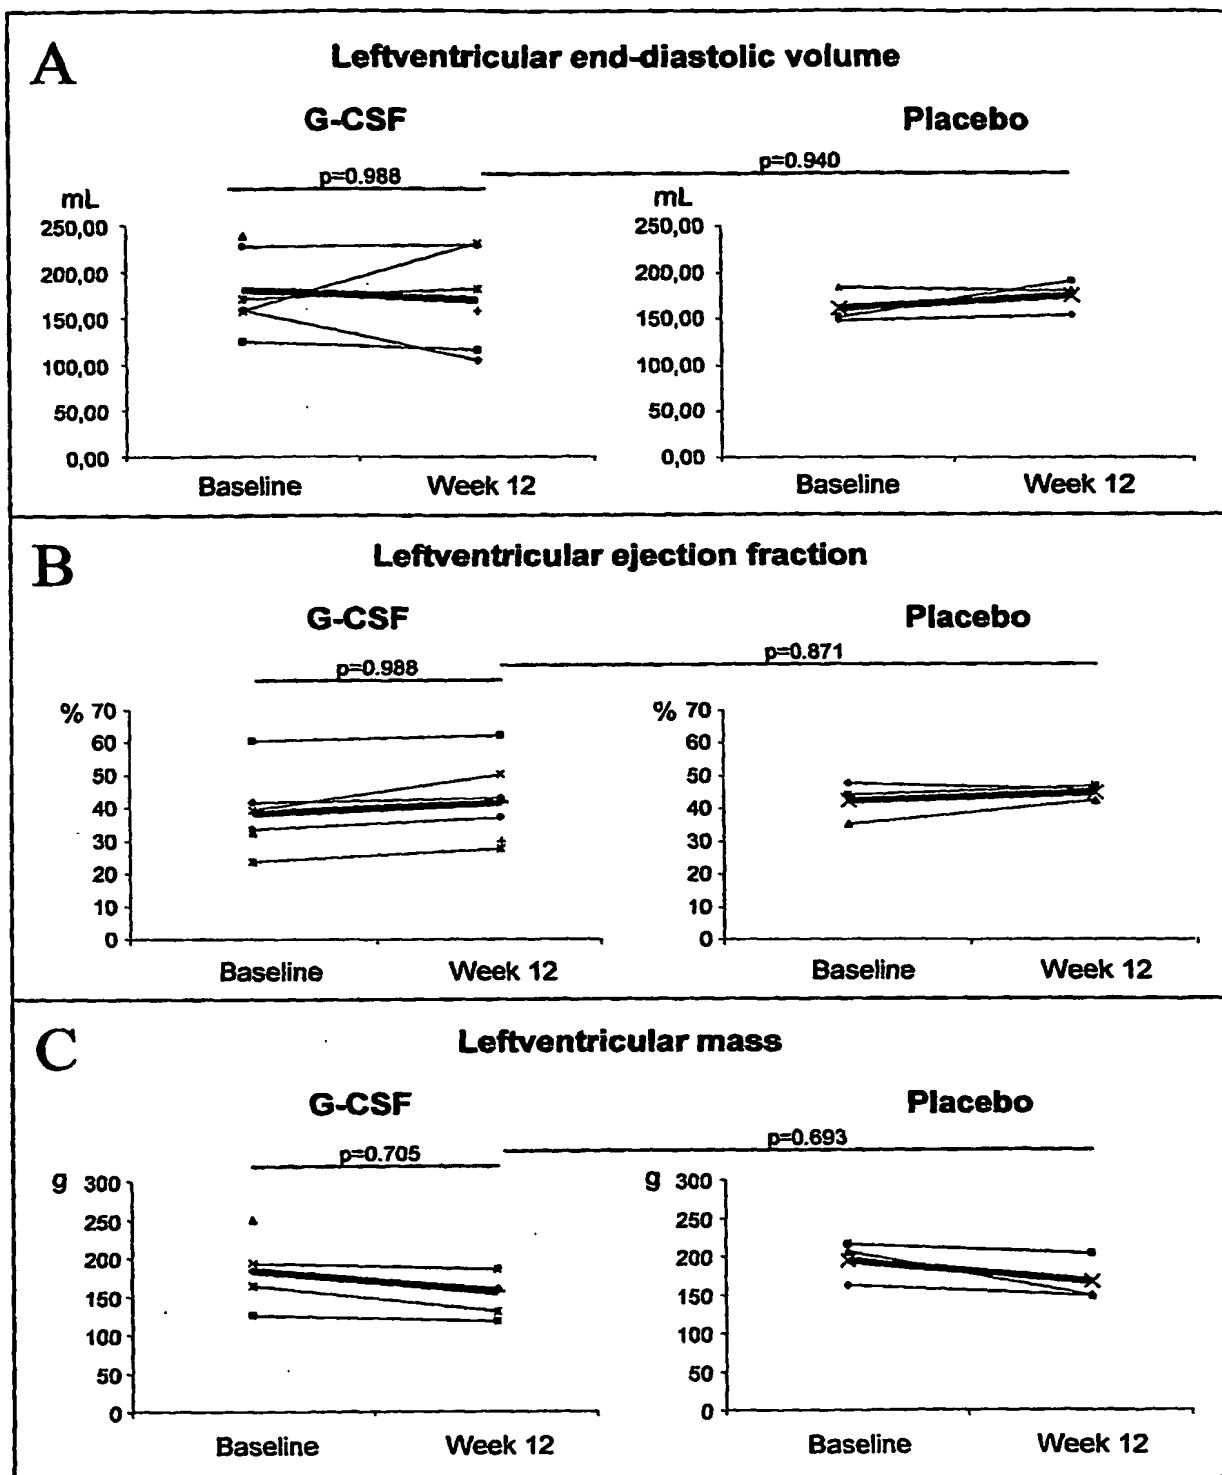 A
Leftventricular end-diastolic volume
G-CSF
Placebo
p=0.988
p=0.940
mL
250,00
200,00
150,00
100,00
50,00
0,00
Baseline
Week 12
mL
250,00
200,00
150,00
100,00
50,00
0,00
Baseline
Week 12
B
Leftventricular ejection fraction
G-CSF
Placebo
p=0.988
p=0.871
% 70
60
50
40
30
20
10
0
Baseline
Week 12
% 70
60
50
40
30
20
10
0
Baseline
Week 12
C
Leftventricular mass
G-CSF
Placebo
p=0.705
p=0.693
g 300
250
200
150
100
50
0
Baseline
Week 12
g 300
250
200
150
100
50
0
Baseline
Week 12